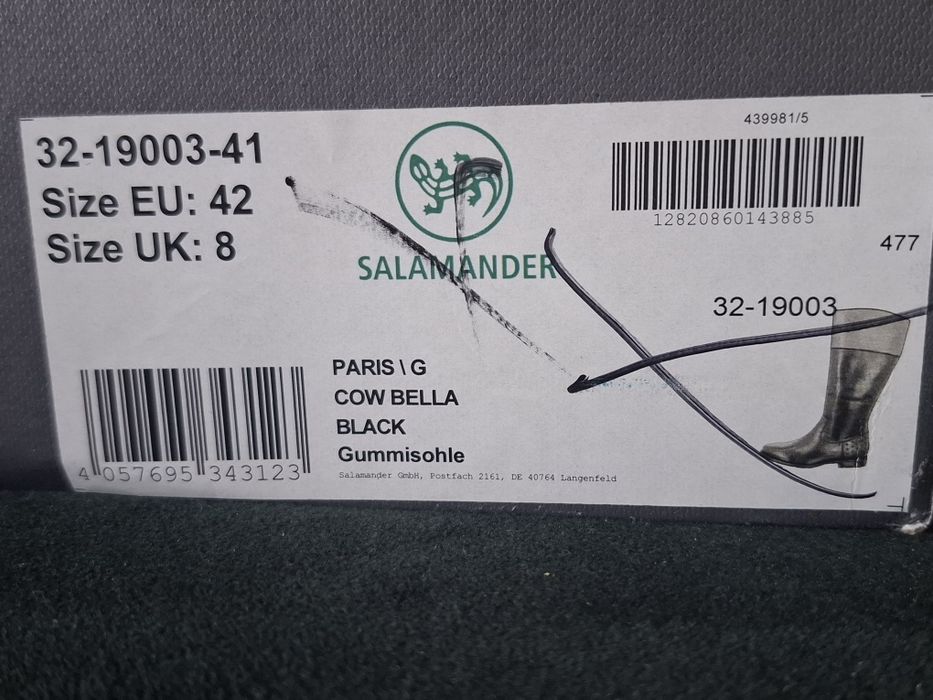 32-19003-41
Size EU: 42
Size UK: 8
SALAMANDER
439981/5
12820860143885
477
32-19003
PARIS \ G
COW BELLA
BLACK
Gummisohle
Salamander GmbH, Postfach 2161, DE 40764 Langenfeld
4 057695 343123